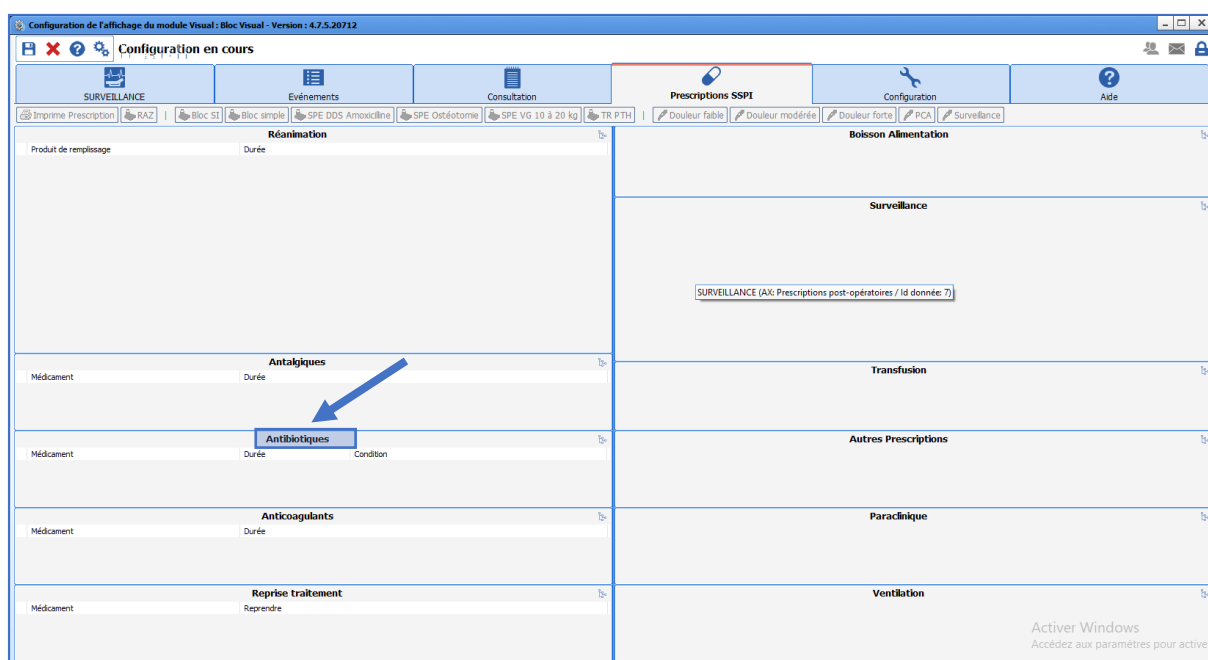 Configuration de l'affichage du module Visual : Bloc Visual - Version : 4.7.5.20712
Configuration en cours
SURVEILLANCE
Evénements
Consultation
Prescriptions SSPI
Configuration
Aide
Imprime Prescription RAZ | Bloc SI Bloc simple SPE DDS Amoxiciline SPE Ostéotomie SPE VG 10 à 20 kg TR PTH | Douleur faible Douleur modérée Douleur forte PCA Surveillance
Réanimation
Produit de remplissage Durée
Antalgiques
Médicament Durée
Antibiotiques
Médicament Durée Condition
Anticoagulants
Médicament Durée
Reprise traitement
Médicament Reprendre
Boisson Alimentation
Surveillance
SURVEILLANCE (AX: Prescriptions post-opératoires / Id donnée: 7)
Transfusion
Autres Prescriptions
Paraclinique
Ventilation
Activer Windows
Accédez aux paramètres pour active